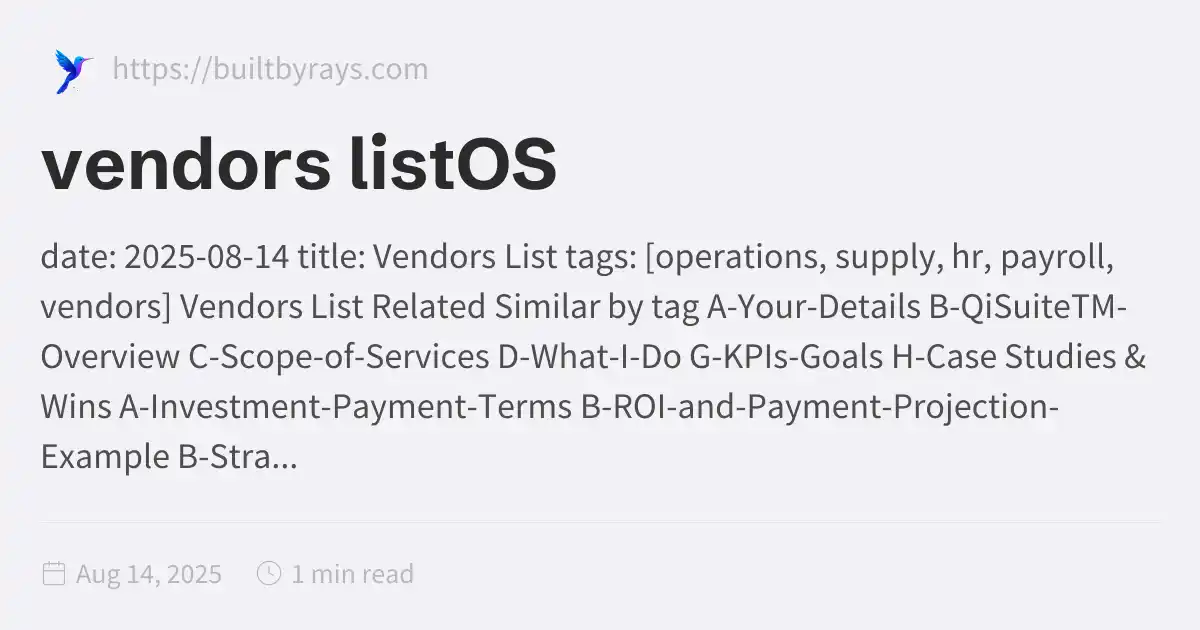 https://builtbyrays.com
vendors listOS
date: 2025-08-14 title: Vendors List tags: [operations, supply, hr, payroll,
vendors] Vendors List Related Similar by tag A-Your-Details B-QiSuiteTM-
Overview C-Scope-of-Services D-What-I-Do G-KPIs-Goals H-Case Studies &
Wins A-Investment-Payment-Terms B-ROI-and-Payment-Projection-
Example B-Stra...
Aug 14, 2025 1 min read